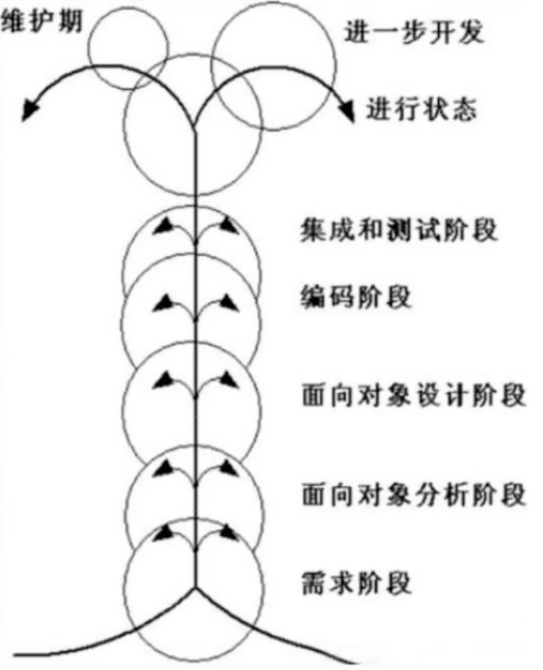 维护期
进一步开发
进行状态
集成和测试阶段
编码阶段
面向对象设计阶段
面向对象分析阶段
需求阶段